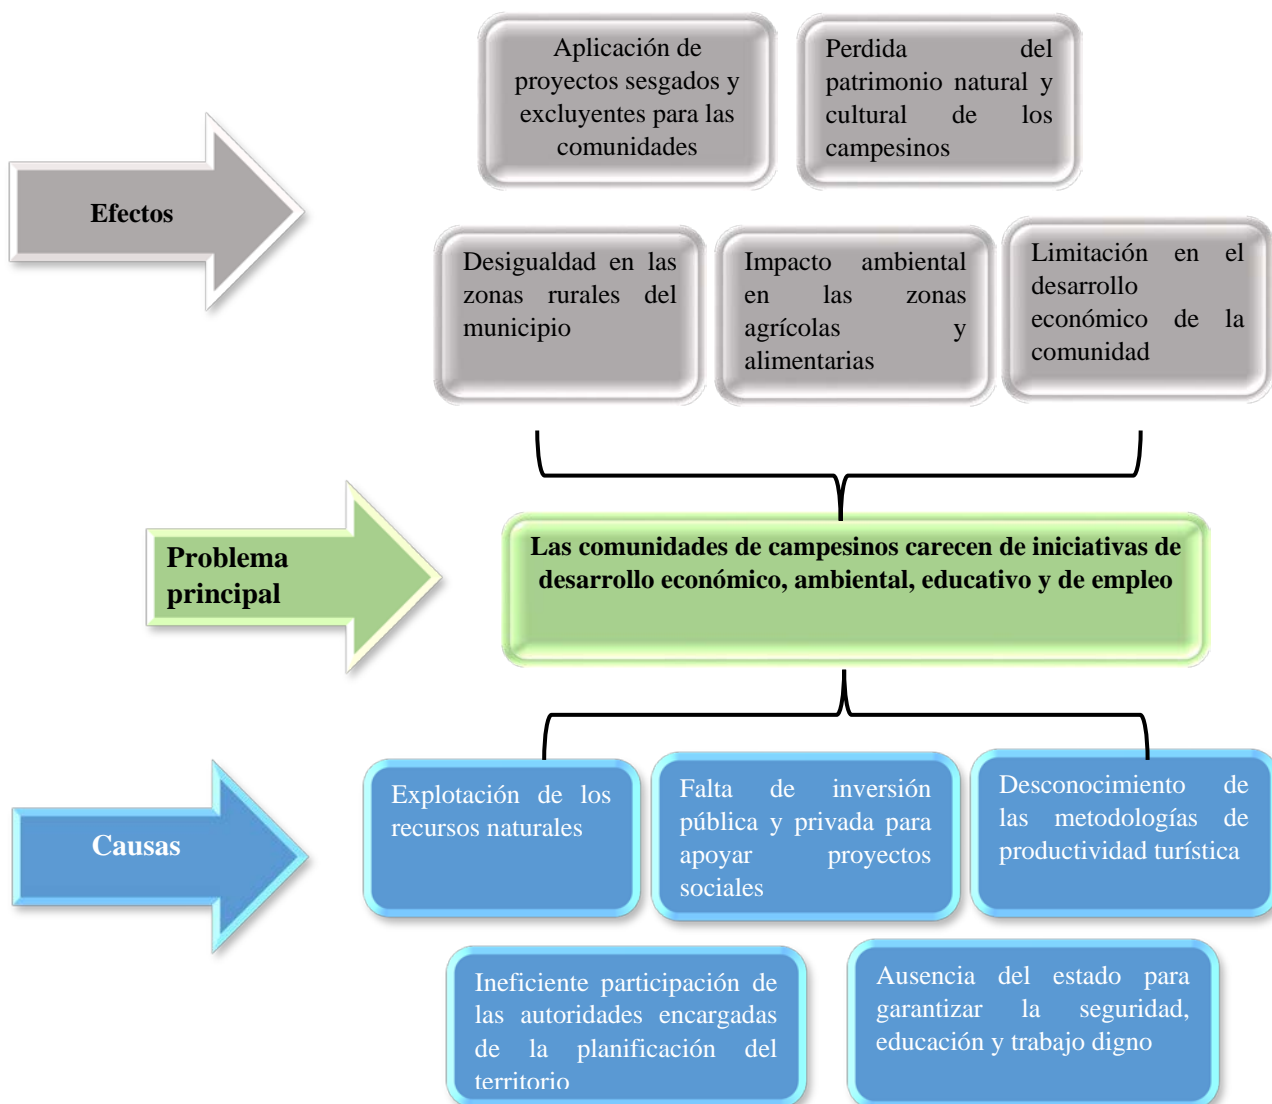 Aplicación de
proyectos sesgados y
excluyentes para las
comunidades
Perdida del
patrimonio natural y
cultural de los
campesinos
Efectos
Desigualdad en las
zonas rurales del
municipio
Impacto ambiental
en las zonas
agrícolas y
alimentarias
Limitación en el
desarrollo
económico de la
comunidad
Problema
principal
Las comunidades de campesinos carecen de iniciativas de
desarrollo económico, ambiental, educativo y de empleo
Causas
Explotación de los
recursos naturales
Falta de inversión
pública y privada para
apoyar proyectos
sociales
Desconocimiento de
las metodologías de
productividad turística
Ineficiente participación de
las autoridades encargadas
de la planificación del
territorio
Ausencia del estado para
garantizar la seguridad,
educación y trabajo digno